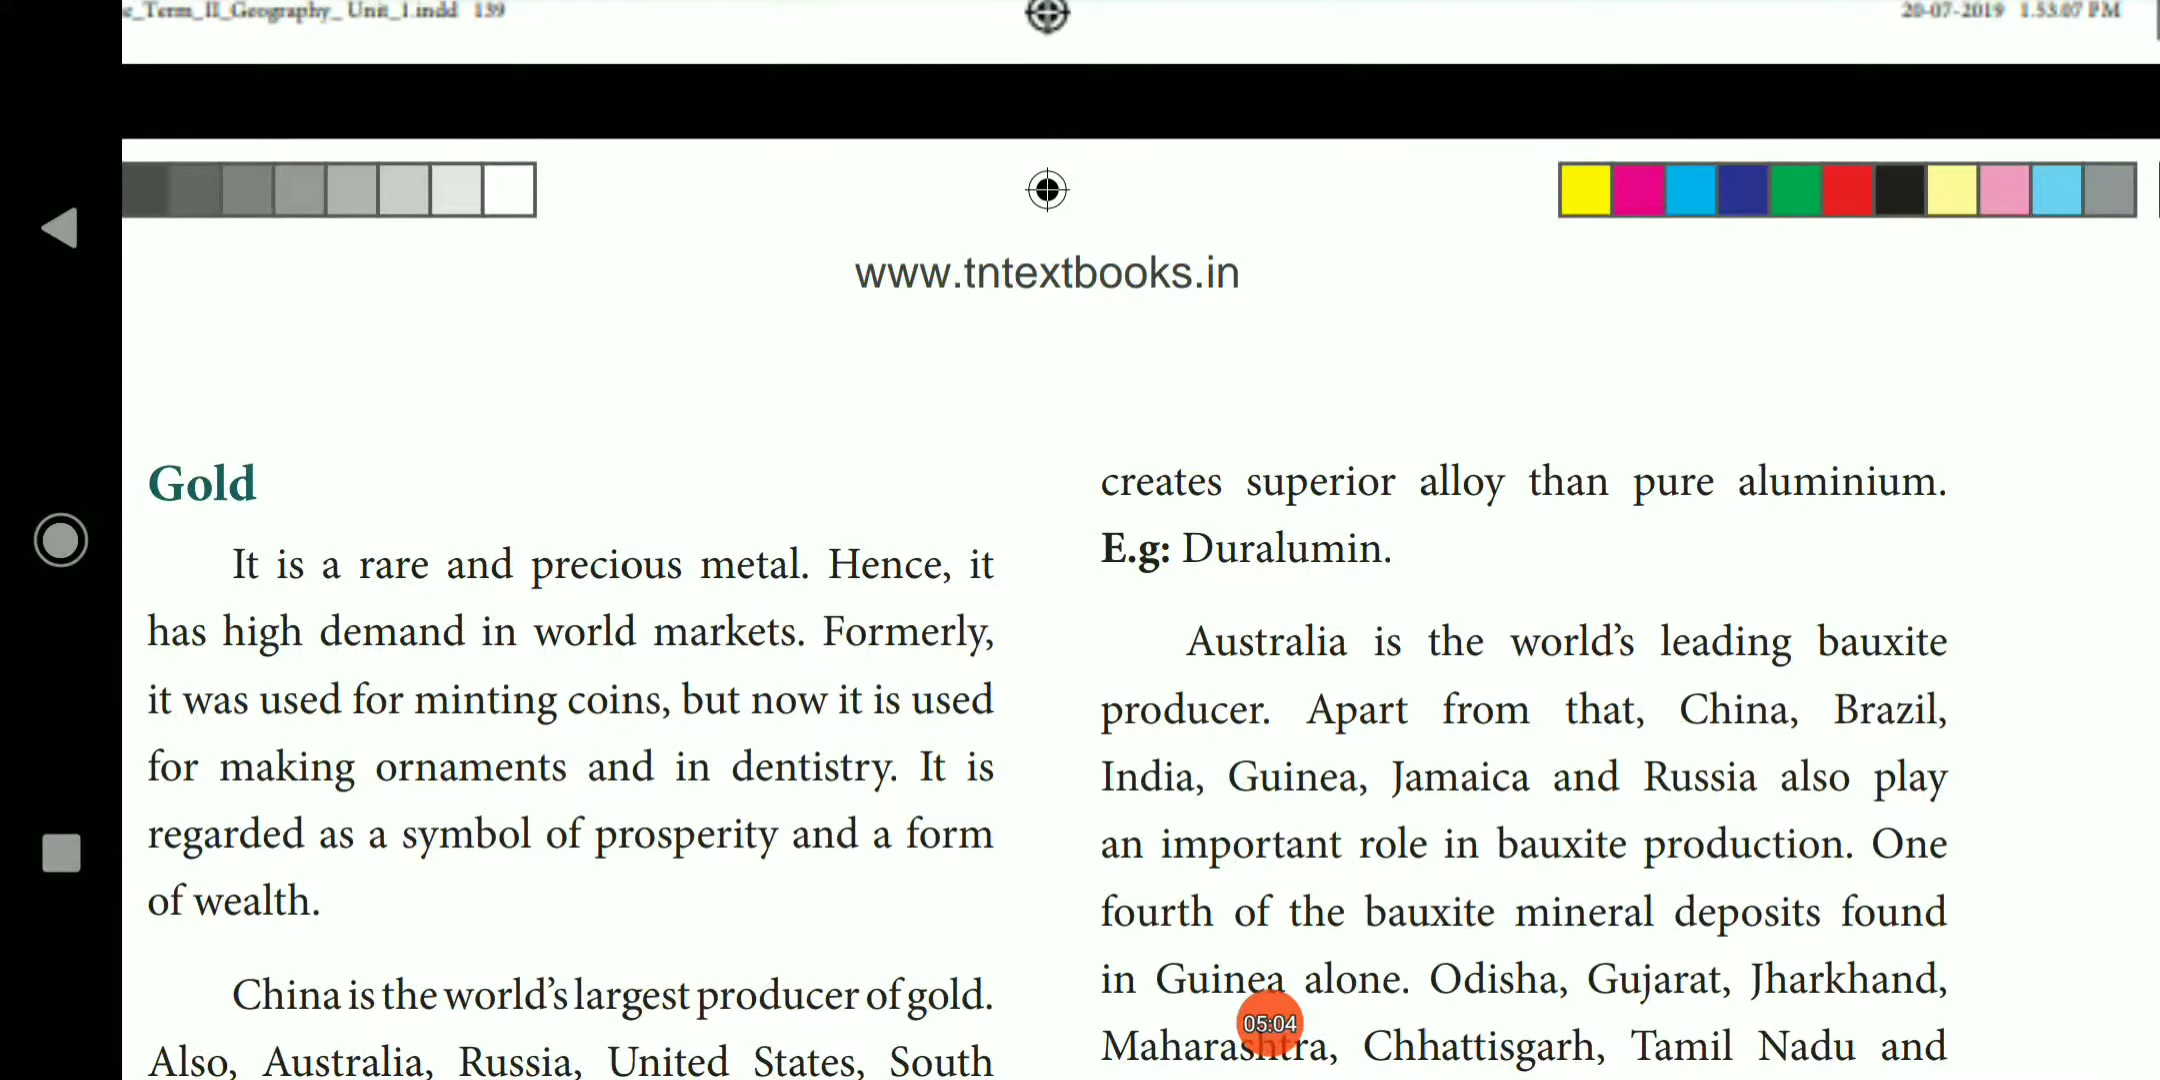 e_Term_II_Geography_ Unit_1.indd 139
20-07-2019 1.53.07 PM
www.tntextbooks.in
Gold
It is a rare and precious metal. Hence, it
has high demand in world markets. Formerly,
it was used for minting coins, but now it is used
for making ornaments and in dentistry. It is
regarded as a symbol of prosperity and a form
of wealth.
China is the world's largest producer of gold.
Also, Australia, Russia, United States, South
creates superior alloy than pure aluminium.
E.g: Duralumin.
Australia is the world's leading bauxite
producer. Apart from that, China, Brazil,
India, Guinea, Jamaica and Russia also play
an important role in bauxite production. One
fourth of the bauxite mineral deposits found
in Guinea alone. Odisha, Gujarat, Jharkhand,
Maharashtra, Chhattisgarh, Tamil Nadu and
05:04